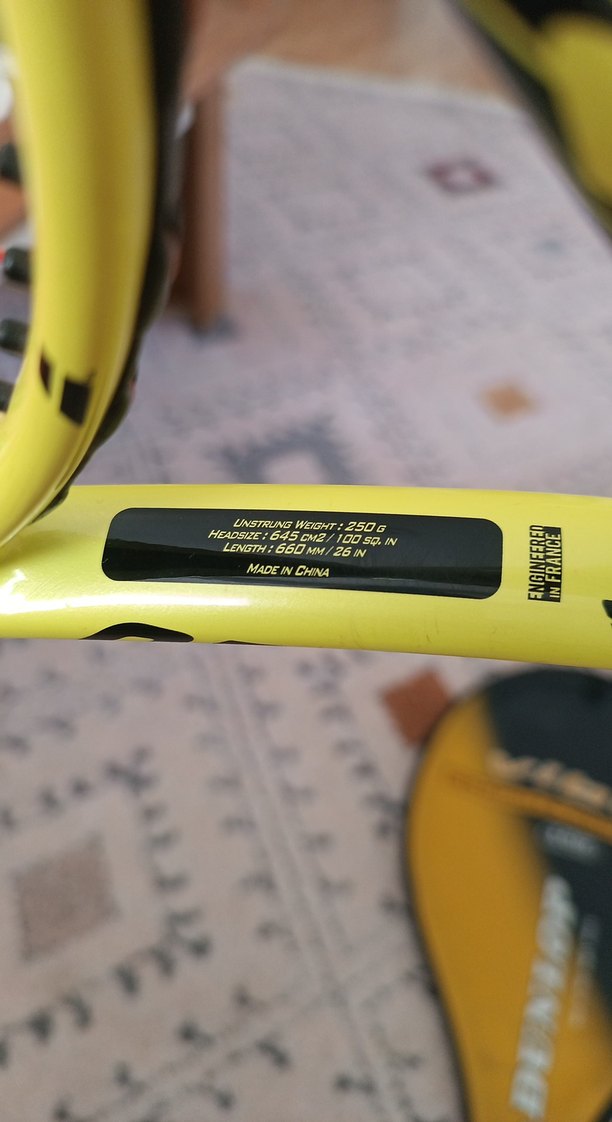 UNSTRUNG WEIGHT : 250 G
HEADSIZE : 645 CM2 / 100 SQ. IN
LENGTH : 660 MM / 26 IN
MADE IN CHINA
ENGINEERED
IN FRANCE
DUNLOP